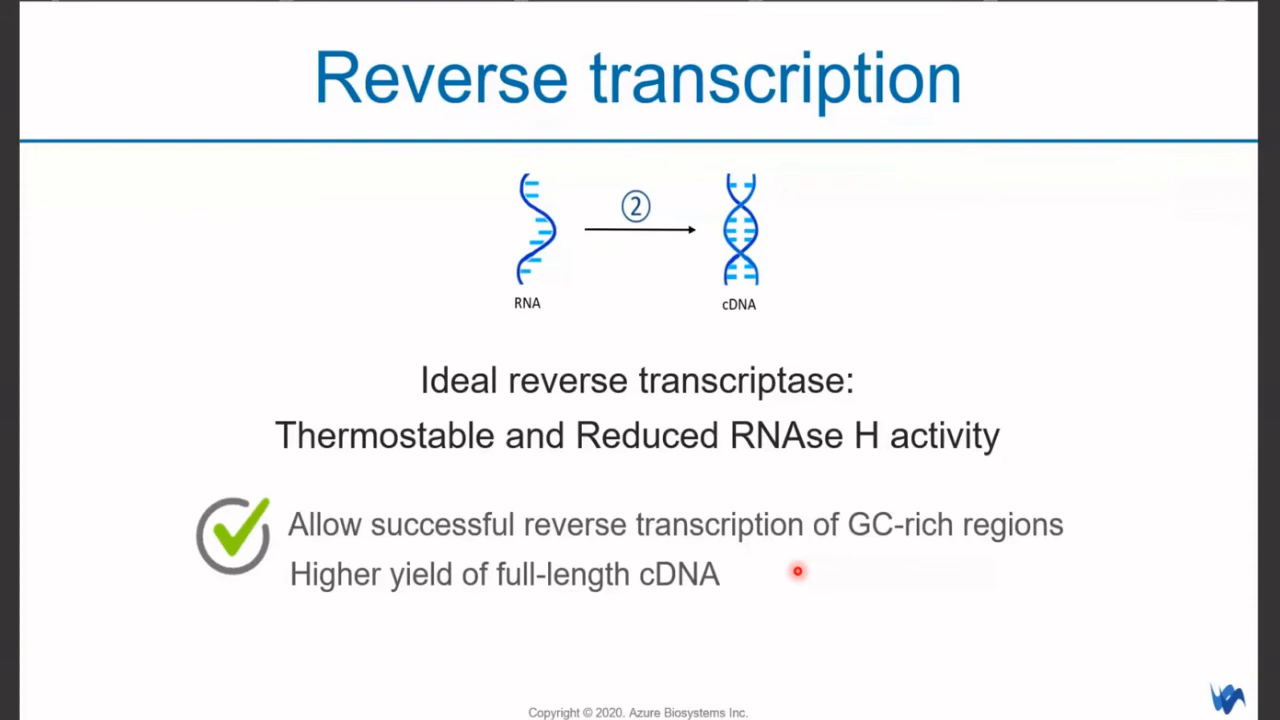 Reverse transcription
②
RNA
cDNA
Ideal reverse transcriptase:
Thermostable and Reduced RNAse H activity
Allow successful reverse transcription of GC-rich regions
Higher yield of full-length cDNA
Copyright © 2020. Azure Biosystems Inc.